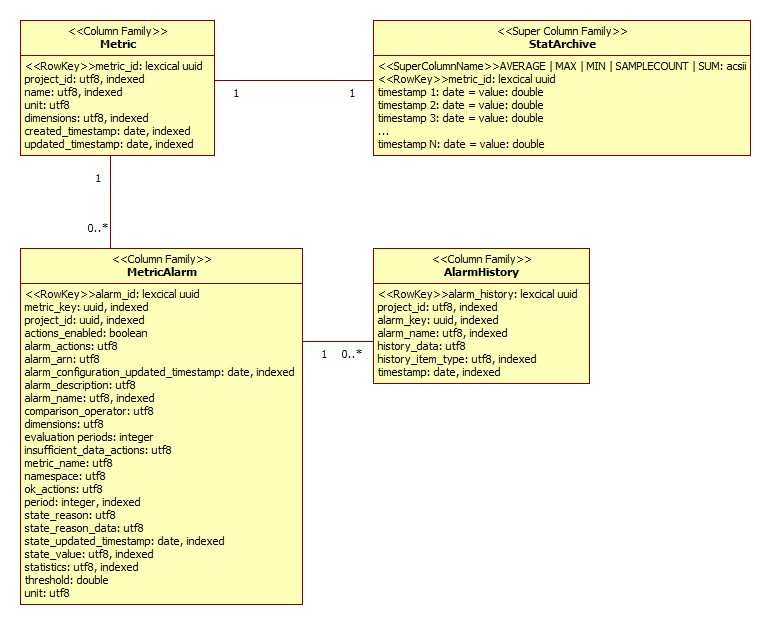 <<Column Family>>
Metric
<<RowKey>>metric_id: lexcical uuid
project_id: utf8, indexed
name: utf8, indexed
unit: utf8
dimensions: utf8, indexed
created_timestamp: date, indexed
updated_timestamp: date, indexed
<<Super Column Family>>
StatArchive
<<SuperColumnName>>AVERAGE | MAX | MIN | SAMPLECOUNT | SUM: acsii
<<RowKey>>metric_id: lexcical uuid
timestamp 1: date = value: double
timestamp 2: date = value: double
timestamp 3: date = value: double
...
timestamp N: date = value: double
1
1
1
0..*
<<Column Family>>
MetricAlarm
<<RowKey>>alarm_id: lexcical uuid
metric_key: uuid, indexed
project_id: uuid, indexed
actions_enabled: boolean
alarm_actions: utf8
alarm_arn: utf8
alarm_configuration_updated_timestamp: date, indexed
alarm_description: utf8
alarm_name: utf8, indexed
comparison_operator: utf8
dimensions: utf8
evaluation periods: integer
insufficient_data_actions: utf8
metric_name: utf8
namespace: utf8
ok_actions: utf8
period: integer, indexed
state_reason: utf8
state_reason_data: utf8
state_updated_timestamp: date, indexed
state_value: utf8, indexed
statistics: utf8, indexed
threshold: double
unit: utf8
1
0..*
<<Column Family>>
AlarmHistory
<<RowKey>>alarm_history: lexcical uuid
project_id: utf8, indexed
alarm_key: uuid, indexed
alarm_name: utf8, indexed
history_data: utf8
history_item_type: utf8, indexed
timestamp: date, indexed